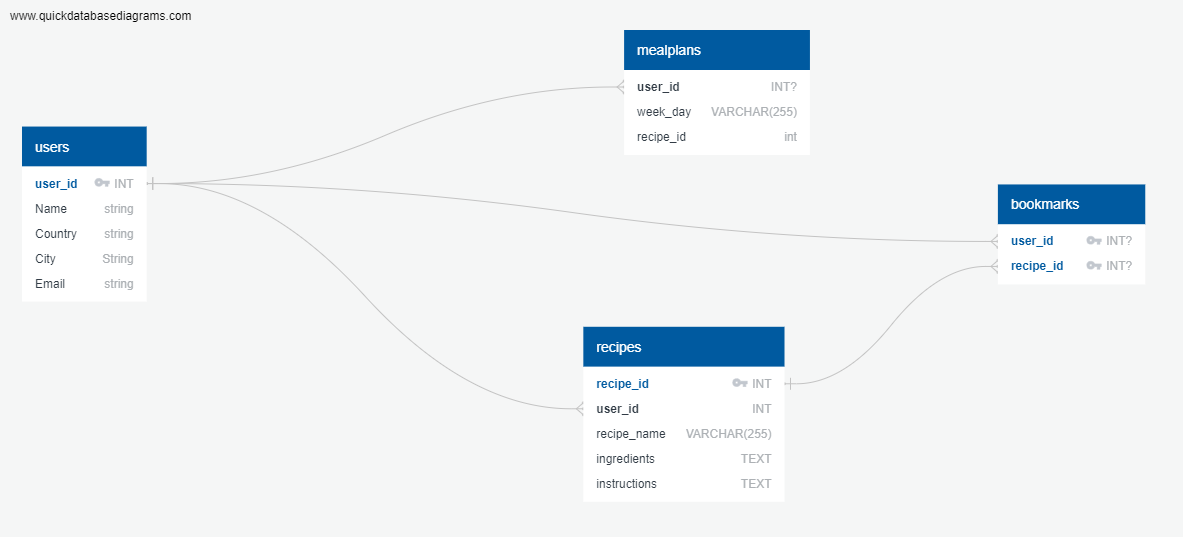 www.quickdatabasediagrams.com
mealplans
user_id INT?
week_day VARCHAR(255)
recipe_id int
users
user_id INT
Name string
Country string
City String
Email string
bookmarks
user_id INT?
recipe_id INT?
recipes
recipe_id INT
user_id INT
recipe_name VARCHAR(255)
ingredients TEXT
instructions TEXT